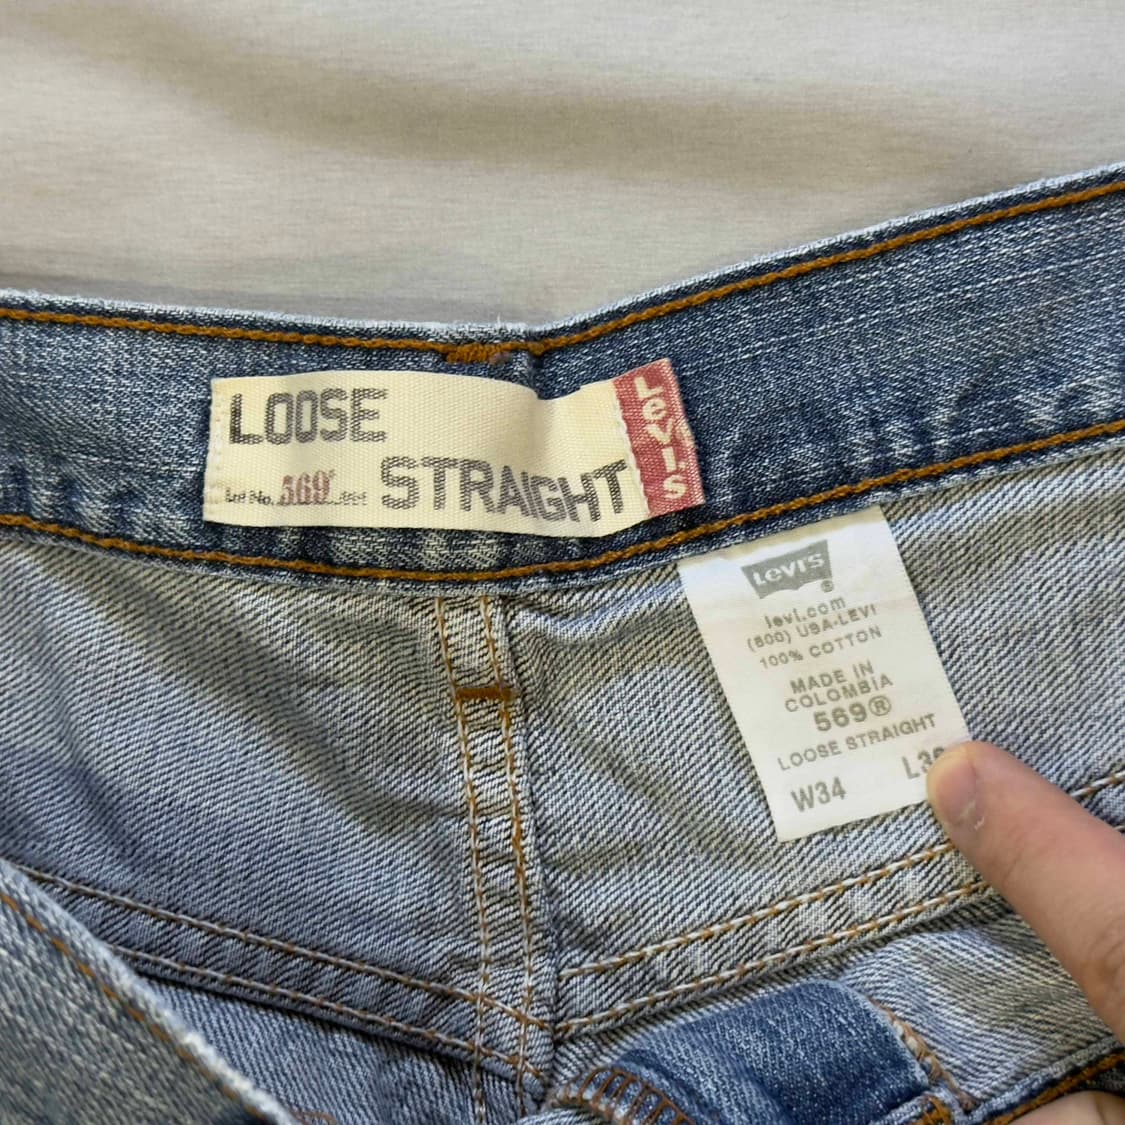 LOOSE
Lot No. 569
STRAIGHT
Levi's
LEVI'S ®
levi.com
(800) USA-LEVI
100% COTTON
MADE IN
COLOMBIA
569®
LOOSE STRAIGHT
W34